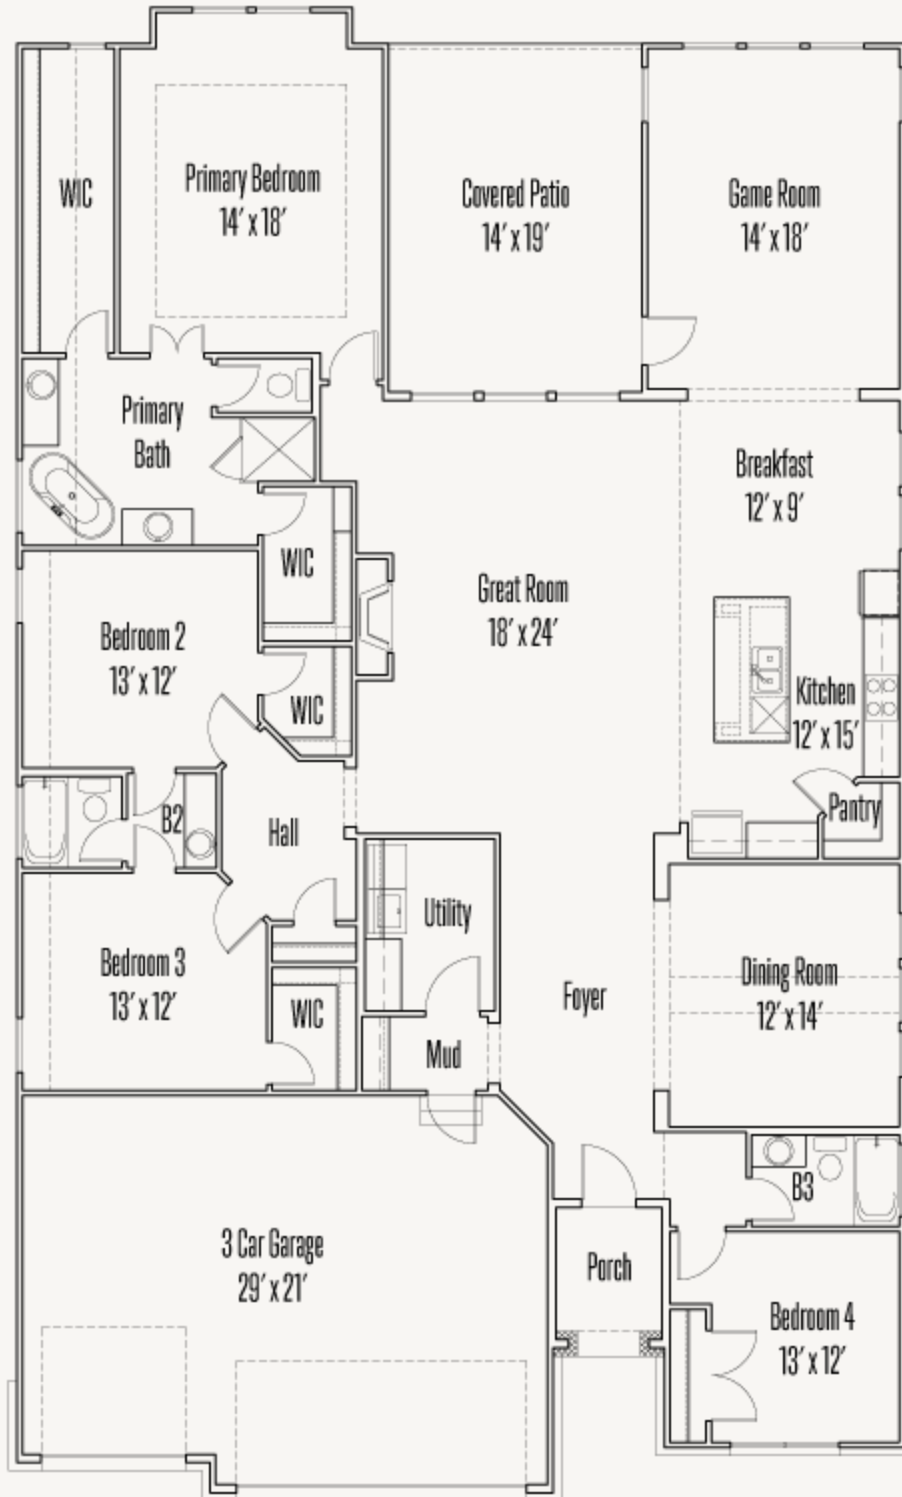 WIC
Primary Bedroom
14' x 18'
Covered Patio
14' x 19'
Game Room
14' x 18'
Primary
Bath
Breakfast
12' x 9'
WIC
Great Room
18' x 24'
Bedroom 2
13' x 12'
WIC
Kitchen
12' x 15'
B2
Hall
Pantry
Utility
Bedroom 3
13' x 12'
WIC
Foyer
Dining Room
12' x 14'
Mud
B3
3 Car Garage
29' x 21'
Porch
Bedroom 4
13' x 12'